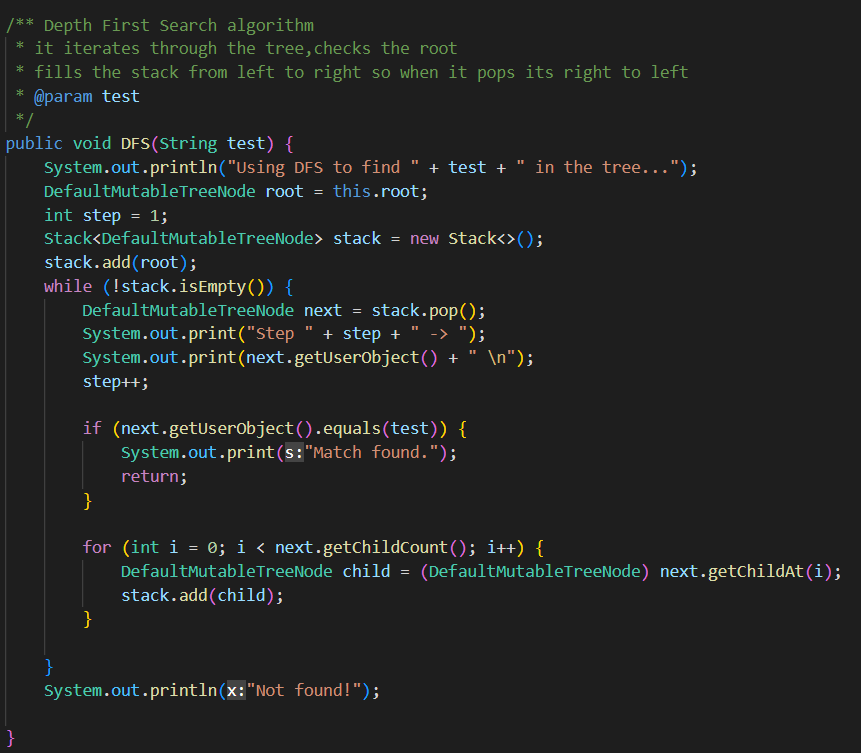 /** Depth First Search algorithm
 * it iterates through the tree,checks the root
 * fills the stack from left to right so when it pops its right to left
 * @param test
 */
public void DFS(String test) {
    System.out.println("Using DFS to find " + test + " in the tree...");
    DefaultMutableTreeNode root = this.root;
    int step = 1;
    Stack<DefaultMutableTreeNode> stack = new Stack<>();
    stack.add(root);
    while (!stack.isEmpty()) {
        DefaultMutableTreeNode next = stack.pop();
        System.out.print("Step " + step + " -> ");
        System.out.print(next.getUserObject() + " \n");
        step++;

        if (next.getUserObject().equals(test)) {
            System.out.print(s:"Match found.");
            return;
        }

        for (int i = 0; i < next.getChildCount(); i++) {
            DefaultMutableTreeNode child = (DefaultMutableTreeNode) next.getChildAt(i);
            stack.add(child);
        }

    }
    System.out.println(x:"Not found!");

}